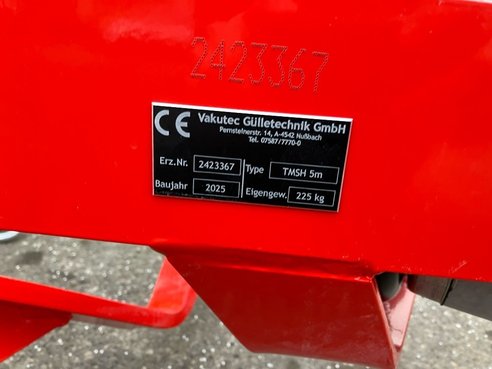 2423367
CE Vakutec Gülletechnik GmbH
Pernsteinerstr. 14, A-4542 Nußbach
Tel. 07587/7770-0
Erz.Nr. 2423367 Type TMSH 5m
Baujahr 2025 Eigengew. 225 kg